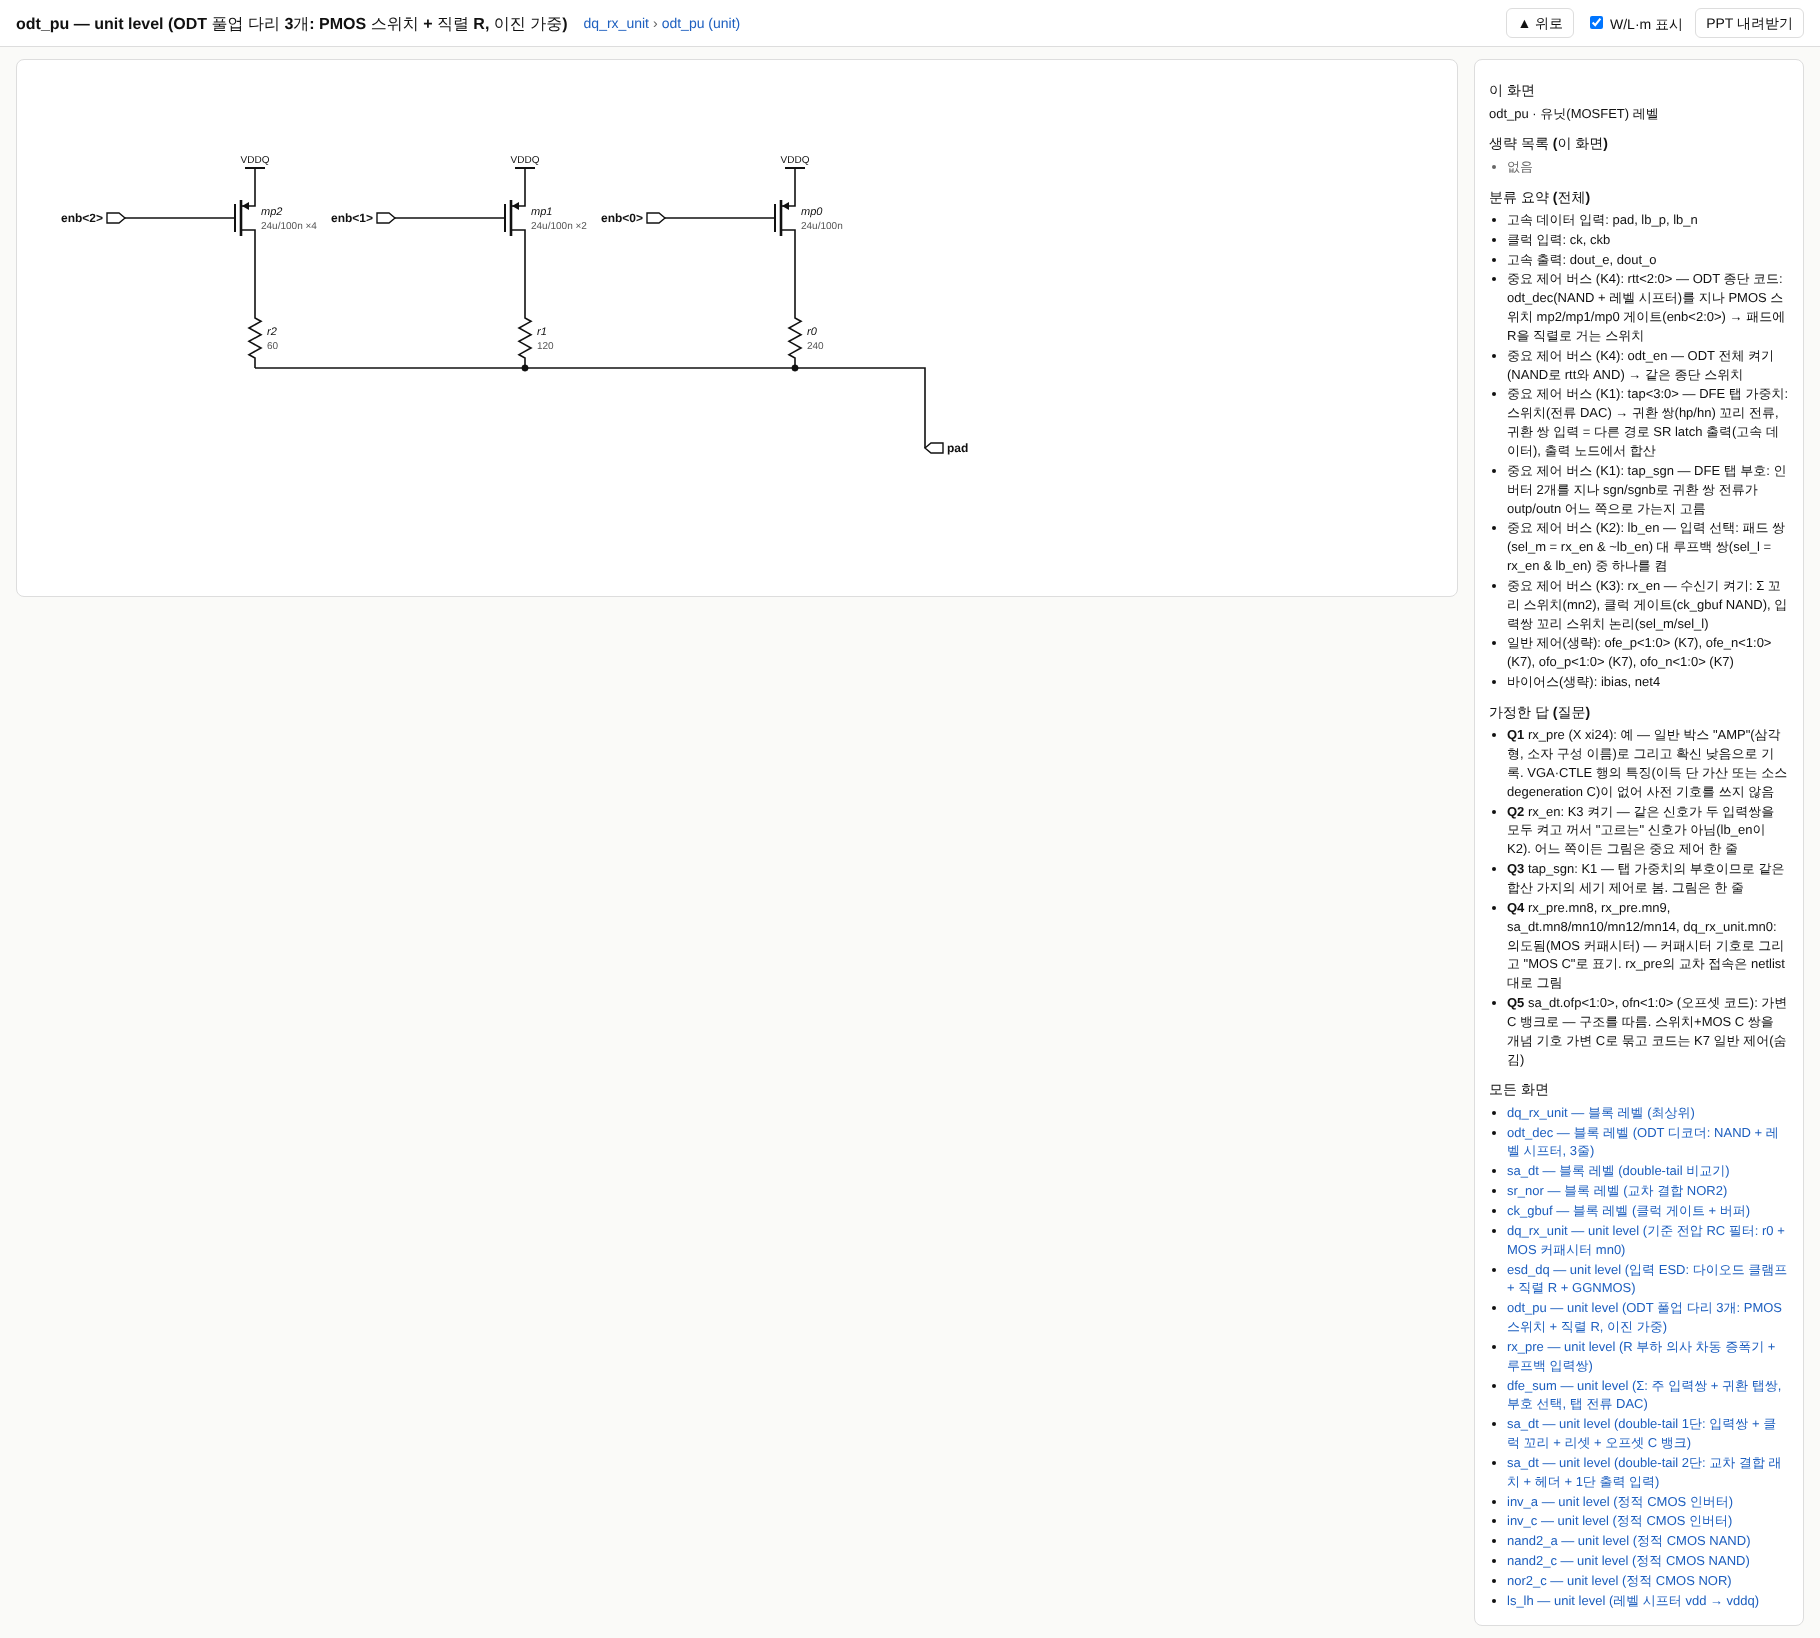 odt_pu — unit level (ODT 풀업 다리 3개: PMOS 스위치 + 직렬 R, 이진 가중)
dq_rx_unit › odt_pu (unit)
▲ 위로
W/L·m 표시
PPT 내려받기
VDDQ
VDDQ
VDDQ
enb<2>
mp2
24u/100n ×4
enb<1>
mp1
24u/100n ×2
enb<0>
mp0
24u/100n
r2
60
r1
120
r0
240
pad
이 화면
odt_pu · 유닛(MOSFET) 레벨
생략 목록 (이 화면)
없음
분류 요약 (전체)
고속 데이터 입력: pad, lb_p, lb_n
클럭 입력: ck, ckb
고속 출력: dout_e, dout_o
중요 제어 버스 (K4): rtt<2:0> — ODT 종단 코드:
odt_dec(NAND + 레벨 시프터)를 지나 PMOS 스
위치 mp2/mp1/mp0 게이트(enb<2:0>) → 패드에
R을 직렬로 거는 스위치
중요 제어 버스 (K4): odt_en — ODT 전체 켜기
(NAND로 rtt와 AND) → 같은 종단 스위치
중요 제어 버스 (K1): tap<3:0> — DFE 탭 가중치:
스위치(전류 DAC) → 귀환 쌍(hp/hn) 꼬리 전류,
귀환 쌍 입력 = 다른 경로 SR latch 출력(고속 데
이터), 출력 노드에서 합산
중요 제어 버스 (K1): tap_sgn — DFE 탭 부호: 인
버터 2개를 지나 sgn/sgnb로 귀환 쌍 전류가
outp/outn 어느 쪽으로 가는지 고름
중요 제어 버스 (K2): lb_en — 입력 선택: 패드 쌍
(sel_m = rx_en & ~lb_en) 대 루프백 쌍(sel_l =
rx_en & lb_en) 중 하나를 켬
중요 제어 버스 (K3): rx_en — 수신기 켜기: Σ 꼬
리 스위치(mn2), 클럭 게이트(ck_gbuf NAND), 입
력쌍 꼬리 스위치 논리(sel_m/sel_l)
일반 제어(생략): ofe_p<1:0> (K7), ofe_n<1:0>
(K7), ofo_p<1:0> (K7), ofo_n<1:0> (K7)
바이어스(생략): ibias, net4
가정한 답 (질문)
Q1 rx_pre (X xi24): 예 — 일반 박스 "AMP"(삼각
형, 소자 구성 이름)로 그리고 확신 낮음으로 기
록. VGA·CTLE 행의 특징(이득 단 가산 또는 소스
degeneration C)이 없어 사전 기호를 쓰지 않음
Q2 rx_en: K3 켜기 — 같은 신호가 두 입력쌍을
모두 켜고 꺼서 "고르는" 신호가 아님(lb_en이
K2). 어느 쪽이든 그림은 중요 제어 한 줄
Q3 tap_sgn: K1 — 탭 가중치의 부호이므로 같은
합산 가지의 세기 제어로 봄. 그림은 한 줄
Q4 rx_pre.mn8, rx_pre.mn9,
sa_dt.mn8/mn10/mn12/mn14, dq_rx_unit.mn0:
의도됨(MOS 커패시터) — 커패시터 기호로 그리
고 "MOS C"로 표기. rx_pre의 교차 접속은 netlist
대로 그림
Q5 sa_dt.ofp<1:0>, ofn<1:0> (오프셋 코드): 가변
C 뱅크로 — 구조를 따름. 스위치+MOS C 쌍을
개념 기호 가변 C로 묶고 코드는 K7 일반 제어(숨
김)
모든 화면
dq_rx_unit — 블록 레벨 (최상위)
odt_dec — 블록 레벨 (ODT 디코더: NAND + 레
벨 시프터, 3줄)
sa_dt — 블록 레벨 (double-tail 비교기)
sr_nor — 블록 레벨 (교차 결합 NOR2)
ck_gbuf — 블록 레벨 (클럭 게이트 + 버퍼)
dq_rx_unit — unit level (기준 전압 RC 필터: r0 +
MOS 커패시터 mn0)
esd_dq — unit level (입력 ESD: 다이오드 클램프
+ 직렬 R + GGNMOS)
odt_pu — unit level (ODT 풀업 다리 3개: PMOS
스위치 + 직렬 R, 이진 가중)
rx_pre — unit level (R 부하 의사 차동 증폭기 +
루프백 입력쌍)
dfe_sum — unit level (Σ: 주 입력쌍 + 귀환 탭쌍,
부호 선택, 탭 전류 DAC)
sa_dt — unit level (double-tail 1단: 입력쌍 + 클
럭 꼬리 + 리셋 + 오프셋 C 뱅크)
sa_dt — unit level (double-tail 2단: 교차 결합 래
치 + 헤더 + 1단 출력 입력)
inv_a — unit level (정적 CMOS 인버터)
inv_c — unit level (정적 CMOS 인버터)
nand2_a — unit level (정적 CMOS NAND)
nand2_c — unit level (정적 CMOS NAND)
nor2_c — unit level (정적 CMOS NOR)
ls_lh — unit level (레벨 시프터 vdd → vddq)